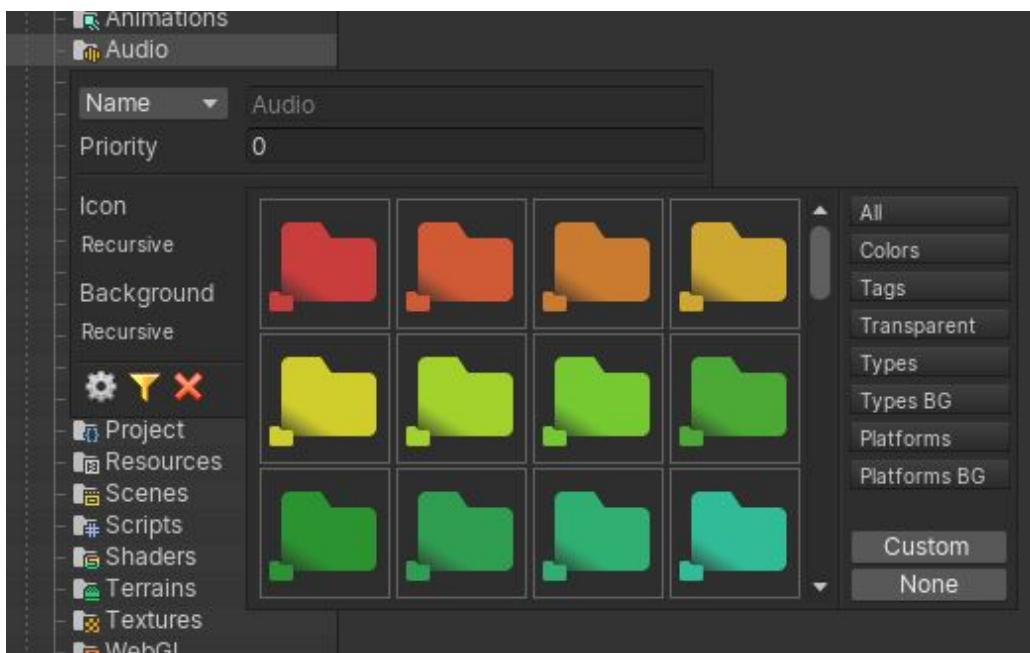 Animations
Audio
Name
Audio
Priority
0
Icon
Recursive
Background
Recursive
All
Colors
Tags
Transparent
Types
Types BG
Platforms
Platforms BG
Custom
None
Project
Resources
Scenes
Scripts
Shaders
Terrains
Textures
WebGL